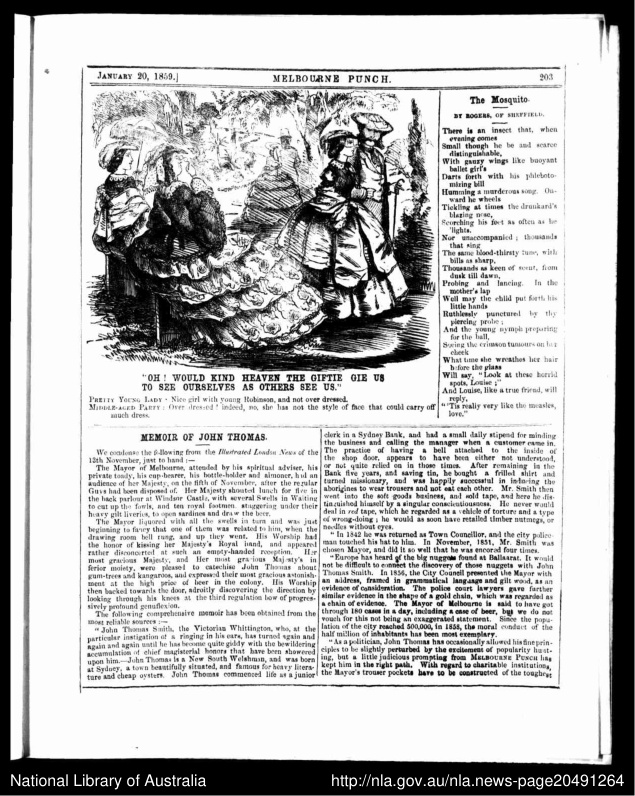 JANUARY 20, 1859.]
MELBOURNE PUNCH.
203
"OH! WOULD KIND HEAVEN THE GIFTIE GIE US
TO SEE OURSELVES AS OTHERS SEE US."
PRETTY YOUNG LADY: Nice girl with young Robinson, and not over dressed.
MIDDLE-AGED PARTY: Over dressed! indeed, so, she has not the style of face that could carry off
much dress.
The Mosquito.
BY ROGERS, OF SHEFFIELD.
There is an insect that, when
evening comes
Small though he be and scarce
distinguishable,
With gauzy wings like buoyant
ballet girl's
Darts forth with his phleboto-
mizing bill
Humming a murderous song. On-
ward he wheels
Tickling at times the drunkard's
blazing nose,
Scorching his feet as often as he
'lights.
Nor unaccompanied; thousands
that sing
The same blood-thirsty tune, with
bills as sharp,
Thousands as keen of scent, from
dusk till dawn,
Probing and lancing. In the
mother's lap
Well may the child put forth his
little hands
Ruthlessly punctured by thy
piercing probe;
And the young nymph preparing
for the ball,
Seeing the crimson tumours on her
cheek
What time she wreathes her hair
before the glass
Will say, "Look at these horrid
spots, Louise;"
And Louise, like a true friend, will
reply,
"'Tis really very like the measles,
love."
MEMOIR OF JOHN THOMAS.
We condense the following from the Illustrated London News of the
13th November, just to hand:—
The Mayor of Melbourne, attended by his spiritual adviser, his
private toady, his cup-bearer, his bottle-holder and almoner, had an
audience of her Majesty, on the fifth of November, after the regular
Guys had been disposed of. Her Majesty shouted lunch for five in
the back parlor at Windsor Castle, with several Swells in Waiting
to cut up the fowls, and ten royal footmen, staggering under their
heavy gilt liveries, to open sardines and draw the beer.
The Mayor liquored with all the swells in turn and was just
beginning to fancy that one of them was related to him, when the
drawing room bell rung, and up they went. His Worship had
the honor of kissing her Majesty's Royal hand, and appeared
rather disconcerted at such an empty-handed reception. Her
most gracious Majesty, and Her most gracious Majesty's in
ferior moiety, were pleased to catechise John Thomas about
gum-trees and kangaroos, and expressed their most gracious astonish-
ment at the high price of beer in the colony. His Worship
then backed towards the door, adroitly discovering the direction by
looking through his knees at the third regulation bow of progres-
sively profound genuflexion.
The following comprehensive memoir has been obtained from the
most reliable sources:—
"John Thomas Smith, the Victorian Whittington, who, at the
particular instigation of a ringing in his ears, has turned again and
again and again until he has become quite giddy with the bewildering
accumulation of chief magisterial honors that have been showered
upon him.—John Thomas is a New South Welshman, and was born
at Sydney, a town beautifully situated, and famous for heavy litera-
ture and cheap oysters. John Thomas commenced life as a junior
clerk in a Sydney Bank, and had a small daily stipend for minding
the business and calling the manager when a customer came in.
The practice of having a bell attached to the inside of
the shop door, appears to have been either not understood,
or not quite relied on in those times. After remaining in the
Bank five years, and saving tin, he bought a frilled shirt and
turned missionary, and was happily successful in inducing the
aborigines to wear trousers and not eat each other. Mr. Smith then
went into the soft goods business, and sold tape, and here he dis-
tinguished himself by a singular conscientiousness. He never would
deal in red tape, which he regarded as a vehicle of torture and a type
of wrong-doing; he would as soon have retailed timber nutmegs, or
needles without eyes.
"In 1842 he was returned as Town Councillor, and the city police-
man touched his hat to him. In November, 1851, Mr. Smith was
chosen Mayor, and did it so well that he was encored four times.
"Europe has heard of the big nuggets found at Ballaarat. It would
not be difficult to connect the discovery of those nuggets with John
Thomas Smith. In 1856, the City Council presented the Mayor with
an address, framed in grammatical language and gilt wood, as an
evidence of consideration. The police court lawyers gave further
similar evidence in the shape of a gold chain, which was regarded as
a chain of evidence. The Mayor of Melbourne is said to have got
through 180 cases in a day, including a case of beer, but we do not
vouch for this not being an exaggerated statement. Since the popu-
lation of the city reached 500,000, in 1858, the moral conduct of the
half million of inhabitants has been most exemplary.
"As a politician, John Thomas has occasionally allowed his fine prin-
ciples to be slightly perturbed by the excitement of popularity hunt-
ing, but a little judicious prompting from MELBOURNE PUNCH has
kept him in the right path. With regard to charitable institutions,
the Mayor's trouser pockets have to be constructed of the toughest
National Library of Australia
http://nla.gov.au/nla.news-page20491264